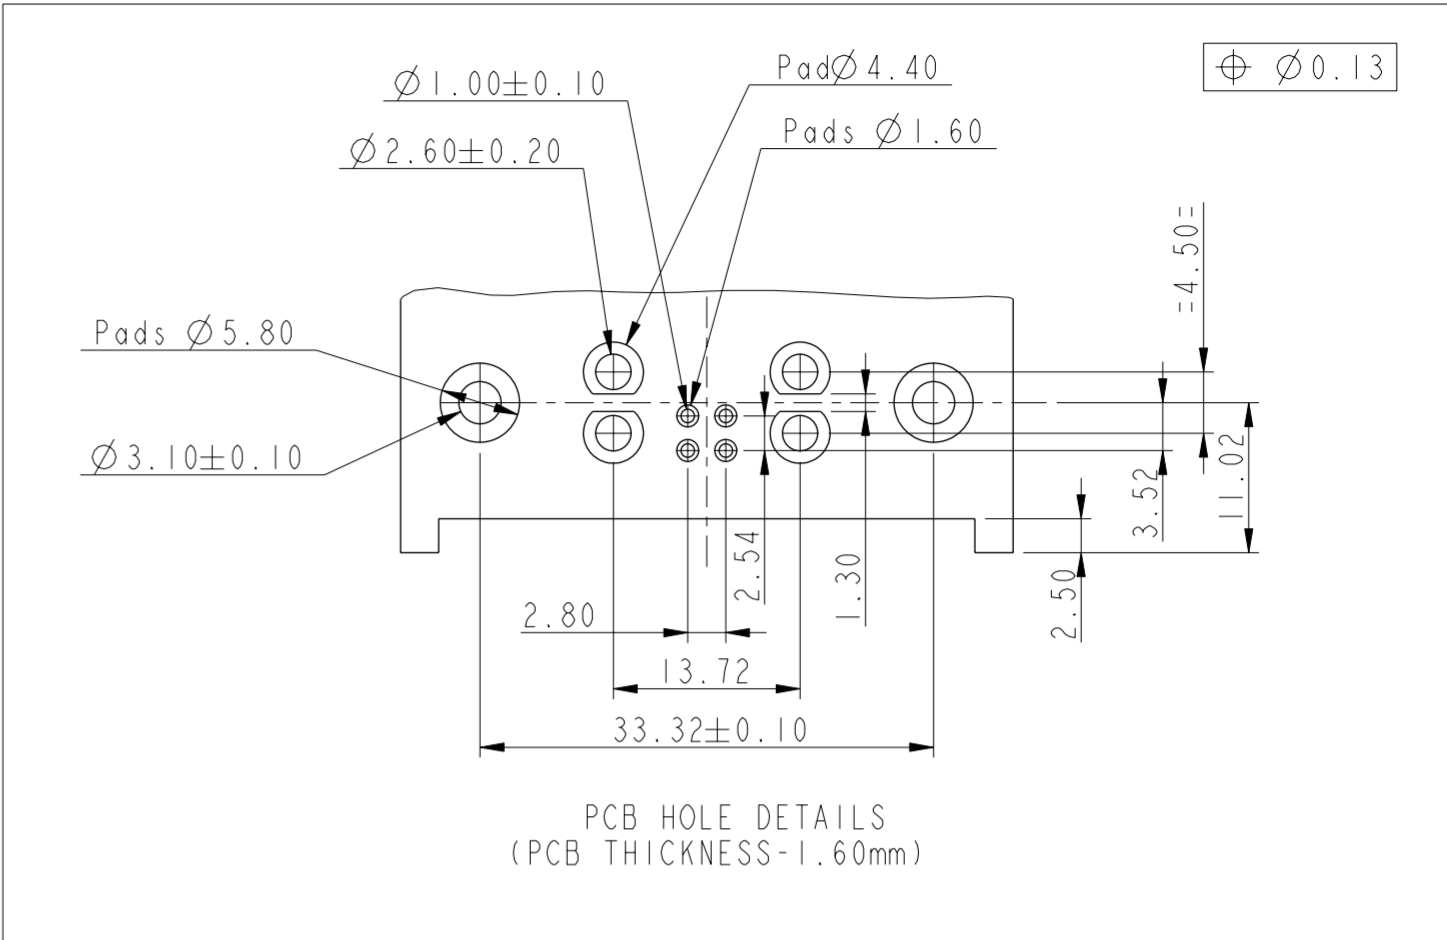 Ø1.00±0.10
PadØ4.40
⌖ Ø0.13
Ø2.60±0.20
Pads Ø1.60
=4.50=
Pads Ø5.80
Ø3.10±0.10
3.52
11.02
2.54
1.30
2.50
2.80
13.72
33.32±0.10
PCB HOLE DETAILS
(PCB THICKNESS-1.60mm)